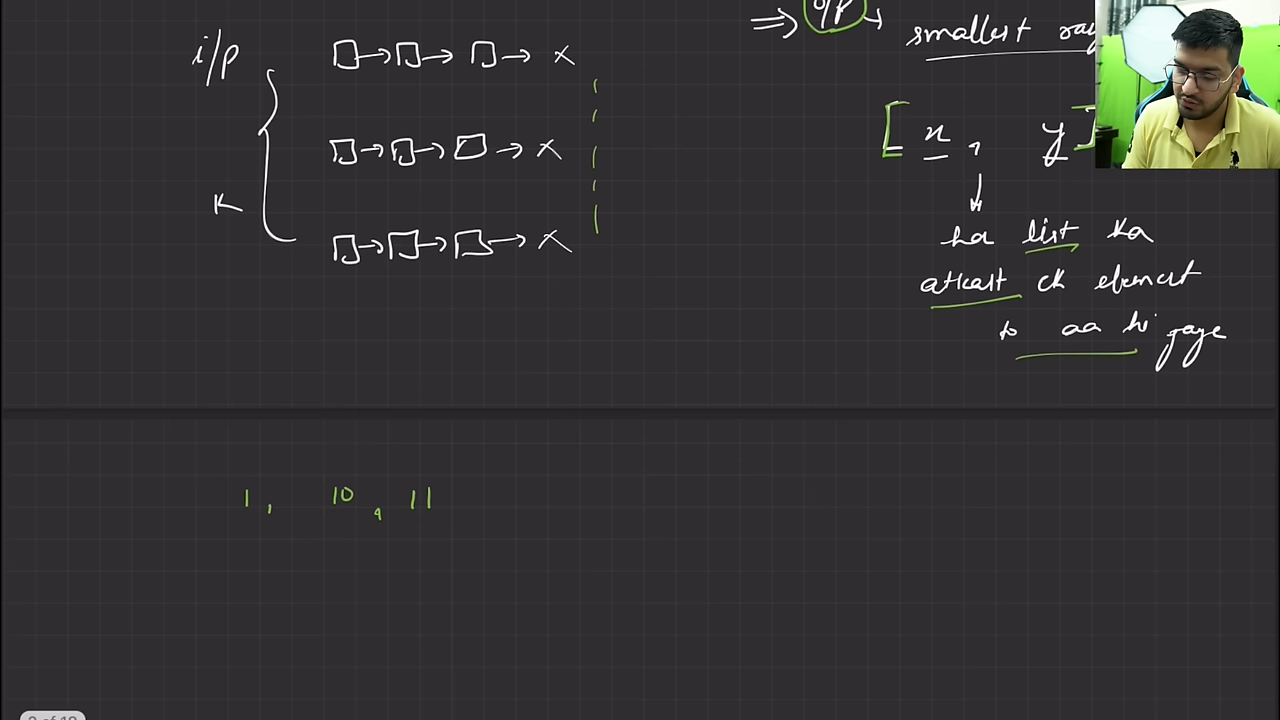 i/p
K
⇒ o/p →
smallest
[ x , y ]
ha list ka
atleast ek element
to aa hi jaye
1, 10, 11